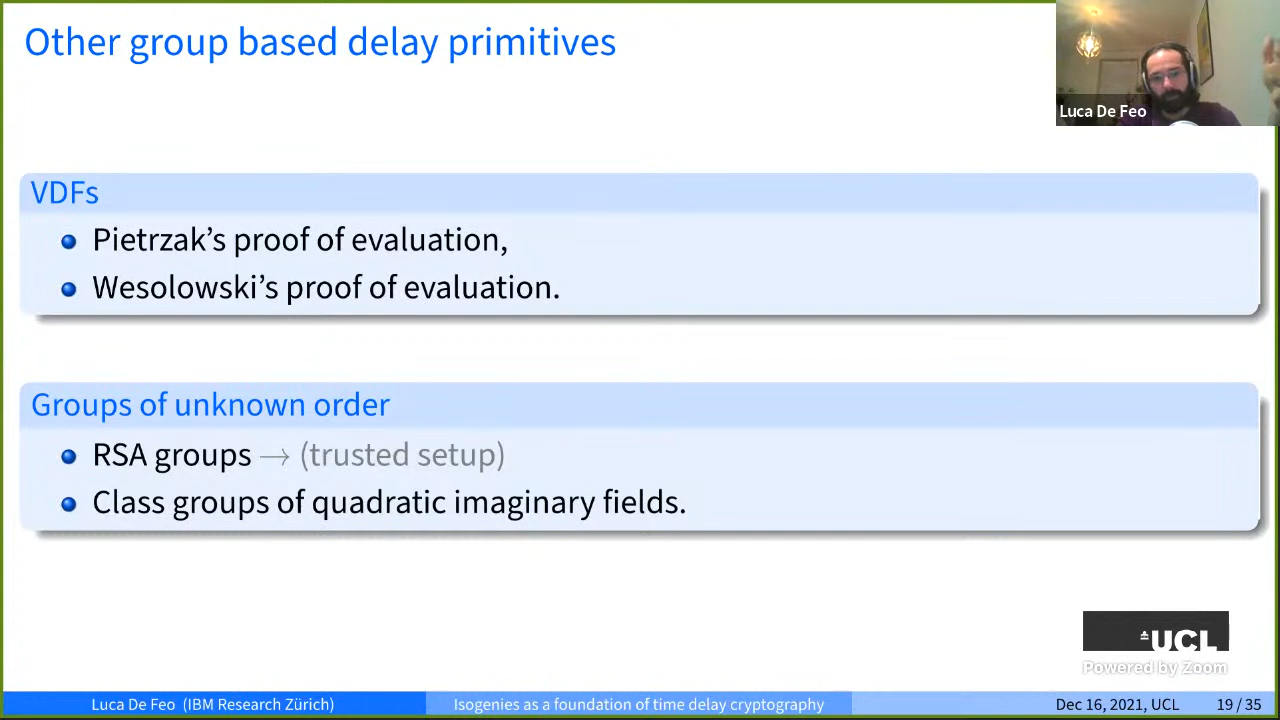 Other group based delay primitives
Luca De Feo
VDFs
Pietrzak's proof of evaluation,
Wesolowski's proof of evaluation.
Groups of unknown order
RSA groups → (trusted setup)
Class groups of quadratic imaginary fields.
UCL
Powered by Zoom
Luca De Feo (IBM Research Zürich)
Isogenies as a foundation of time delay cryptography
Dec 16, 2021, UCL
19 / 35